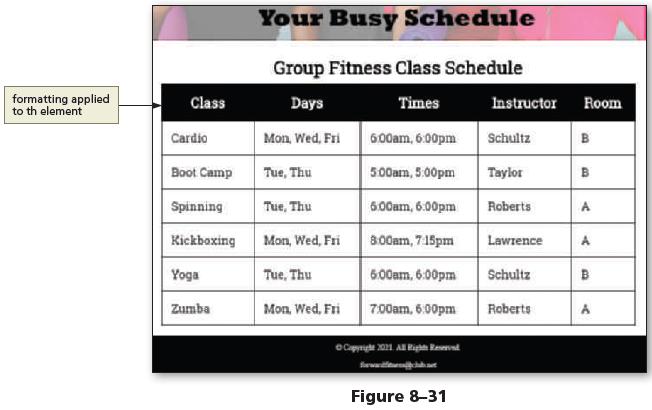 Your Busy Schedule
Group Fitness Class Schedule
formatting applied
to th element
Class Days Times Instructor Room
Cardio Mon, Wed, Fri 6:00am, 6:00pm Schultz B
Boot Camp Tue, Thu 5:00am, 5:00pm Taylor B
Spinning Tue, Thu 6:00am, 6:00pm Roberts A
Kickboxing Mon, Wed, Fri 8:00am, 7:15pm Lawrence A
Yoga Tue, Thu 6:00am, 6:00pm Schultz B
Zumba Mon, Wed, Fri 7:00am, 6:00pm Roberts A
© Copyright 2021. All Rights Reserved.
forwardfitness@club.net
Figure 8–31